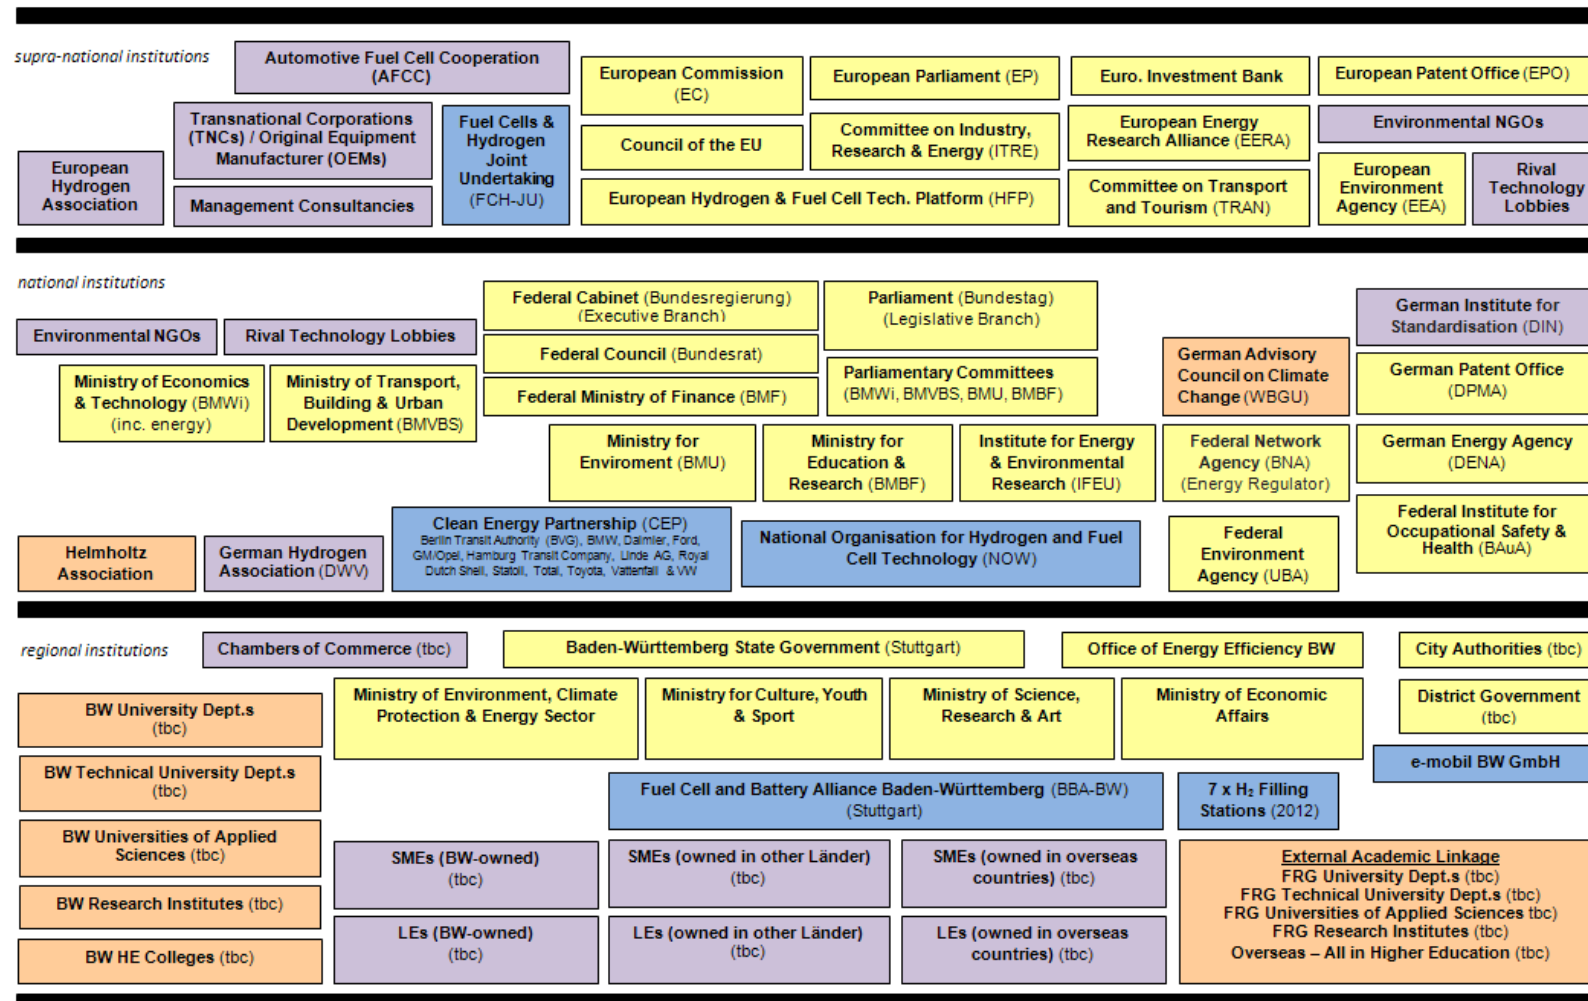 supra-national institutions
Automotive Fuel Cell Cooperation
(AFCC)
European Commission
(EC)
European Parliament (EP)
Euro. Investment Bank
European Patent Office (EPO)
Transnational Corporations
(TNCs) / Original Equipment
Manufacturer (OEMs)
Fuel Cells &
Hydrogen
Joint
Undertaking
(FCH-JU)
Council of the EU
Committee on Industry,
Research & Energy (ITRE)
European Energy
Research Alliance (EERA)
Environmental NGOs
European
Hydrogen
Association
Management Consultancies
European Hydrogen & Fuel Cell Tech. Platform (HFP)
Committee on Transport
and Tourism (TRAN)
European
Environment
Agency (EEA)
Rival
Technology
Lobbies
national institutions
Federal Cabinet (Bundesregierung)
(Executive Branch)
Parliament (Bundestag)
(Legislative Branch)
German Institute for
Standardisation (DIN)
Environmental NGOs
Rival Technology Lobbies
Federal Council (Bundesrat)
German Advisory
Council on Climate
Change (WBGU)
German Patent Office
(DPMA)
Ministry of Economics
& Technology (BMWi)
(inc. energy)
Ministry of Transport,
Building & Urban
Development (BMVBS)
Federal Ministry of Finance (BMF)
Parliamentary Committees
(BMWi, BMVBS, BMU, BMBF)
Ministry for
Enviroment (BMU)
Ministry for
Education &
Research (BMBF)
Institute for Energy
& Environmental
Research (IFEU)
Federal Network
Agency (BNA)
(Energy Regulator)
German Energy Agency
(DENA)
Federal Institute for
Occupational Safety &
Health (BAuA)
Helmholtz
Association
German Hydrogen
Association (DWV)
Clean Energy Partnership (CEP)
Berlin Transit Authority (BVG), BMW, Daimler, Ford,
GM/Opel, Hamburg Transit Company, Linde AG, Royal
Dutch Shell, Statoil, Total, Toyota, Vattenfall & VW
National Organisation for Hydrogen and Fuel
Cell Technology (NOW)
Federal
Environment
Agency (UBA)
regional institutions
Chambers of Commerce (tbc)
Baden-Württemberg State Government (Stuttgart)
Office of Energy Efficiency BW
City Authorities (tbc)
BW University Dept.s
(tbc)
Ministry of Environment, Climate
Protection & Energy Sector
Ministry for Culture, Youth
& Sport
Ministry of Science,
Research & Art
Ministry of Economic
Affairs
District Government
(tbc)
BW Technical University Dept.s
(tbc)
Fuel Cell and Battery Alliance Baden-Württemberg (BBA-BW)
(Stuttgart)
7 x H₂ Filling
Stations (2012)
e-mobil BW GmbH
BW Universities of Applied
Sciences (tbc)
SMEs (BW-owned)
(tbc)
SMEs (owned in other Länder)
(tbc)
SMEs (owned in overseas
countries) (tbc)
External Academic Linkage
FRG University Dept.s (tbc)
FRG Technical University Dept.s (tbc)
FRG Universities of Applied Sciences tbc)
FRG Research Institutes (tbc)
Overseas – All in Higher Education (tbc)
BW Research Institutes (tbc)
BW HE Colleges (tbc)
LEs (BW-owned)
(tbc)
LEs (owned in other Länder)
(tbc)
LEs (owned in overseas
countries) (tbc)